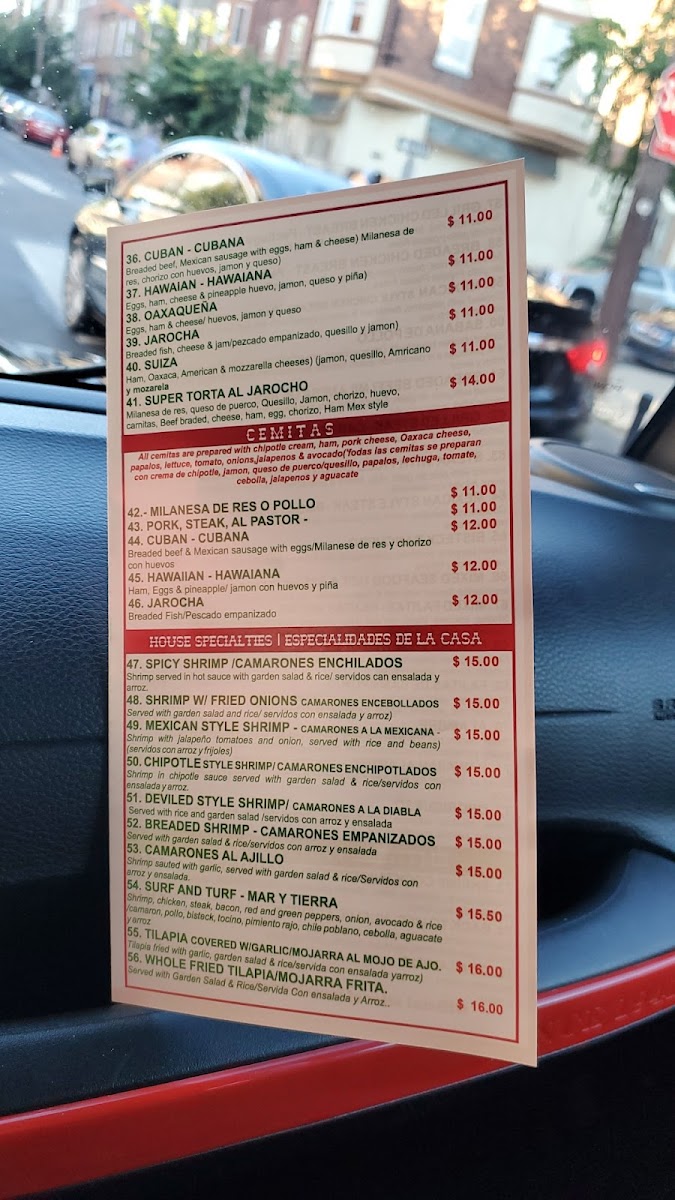 36. CUBAN - CUBANA $ 11.00
Breaded beef, Mexican sausage with eggs, ham & cheese) Milanesa de
res, chorizo con huevos, jamon y queso)
37. HAWAIAN - HAWAIANA $ 11.00
Eggs, ham, cheese & pineapple huevo, jamon, queso y piña)
38. OAXAQUEÑA $ 11.00
Eggs, ham & cheese/ huevos, jamon y queso
39. JAROCHA $ 11.00
Breaded fish, cheese & jam/pezcado empanizado, quesillo y jamon)
40. SUIZA $ 11.00
Ham, Oaxaca, American & mozzarella cheeses) (jamon, quesillo, Amricano
y mozarela
41. SUPER TORTA AL JAROCHO $ 14.00
Milanesa de res, queso de puerco, Quesillo, Jamon, chorizo, huevo,
carnitas, Beef braded, cheese, ham, egg, chorizo, Ham Mex style
CEMITAS
All cemitas are prepared with chipotle cream, ham, pork cheese, Oaxaca cheese,
papalos, lettuce, tomato, onions,jalapenos & avocado('Todas las cemitas se preparan
con crema de chipotle, jamon, queso de puerco/quesillo, papalos, lechuga, tomate,
cebolla, jalapenos y aguacate
42.- MILANESA DE RES O POLLO $ 11.00
43. PORK, STEAK, AL PASTOR - $ 11.00
44. CUBAN - CUBANA $ 12.00
Breaded beef & Mexican sausage with eggs/Milanese de res y chorizo
con huevos
45. HAWAIIAN - HAWAIANA $ 12.00
Ham, Eggs & pineapple/ jamon con huevos y piña
46. JAROCHA $ 12.00
Breaded Fish/Pescado empanizado
HOUSE SPECIALTIES | ESPECIALIDADES DE LA CASA
47. SPICY SHRIMP /CAMARONES ENCHILADOS $ 15.00
Shrimp served in hot sauce with garden salad & rice/ servidos can ensalada y
arroz.
48. SHRIMP W/ FRIED ONIONS CAMARONES ENCEBOLLADOS $ 15.00
Served with garden salad and rice/ servidos con ensalada y arroz)
49. MEXICAN STYLE SHRIMP - CAMARONES A LA MEXICANA - $ 15.00
Shrimp with jalapeño tomatoes and onion, served with rice and beans)
(servidos con arroz y frijoles)
50. CHIPOTLE STYLE SHRIMP/ CAMARONES ENCHIPOTLADOS $ 15.00
Shrimp in chipotle sauce served with garden salad & rice/servidos con
ensalada y arroz.
51. DEVILED STYLE SHRIMP/ CAMARONES A LA DIABLA $ 15.00
Served with rice and garden salad /servidos con arroz y ensalada
52. BREADED SHRIMP - CAMARONES EMPANIZADOS $ 15.00
Served with garden salad & rice/servidos con arroz y ensalada
53. CAMARONES AL AJILLO $ 15.00
Shrimp sauted with garlic, served with garden salad & rice/Servidos con
arroz y ensalada.
54. SURF AND TURF - MAR Y TIERRA $ 15.50
Shrimp, chicken, steak, bacon, red and green peppers, onion, avocado & rice
/camaron, pollo, bisteck, tocino, pimiento rajo, chile poblano, cebolla, aguacate
y arroz
55. TILAPIA COVERED W/GARLIC/MOJARRA AL MOJO DE AJO. $ 16.00
Tilapia fried with garlic, garden salad & rice/servida con ensalada yarroz)
56. WHOLE FRIED TILAPIA/MOJARRA FRITA. $ 16.00
Served with Garden Salad & Rice/Servida Con ensalada y Arroz..